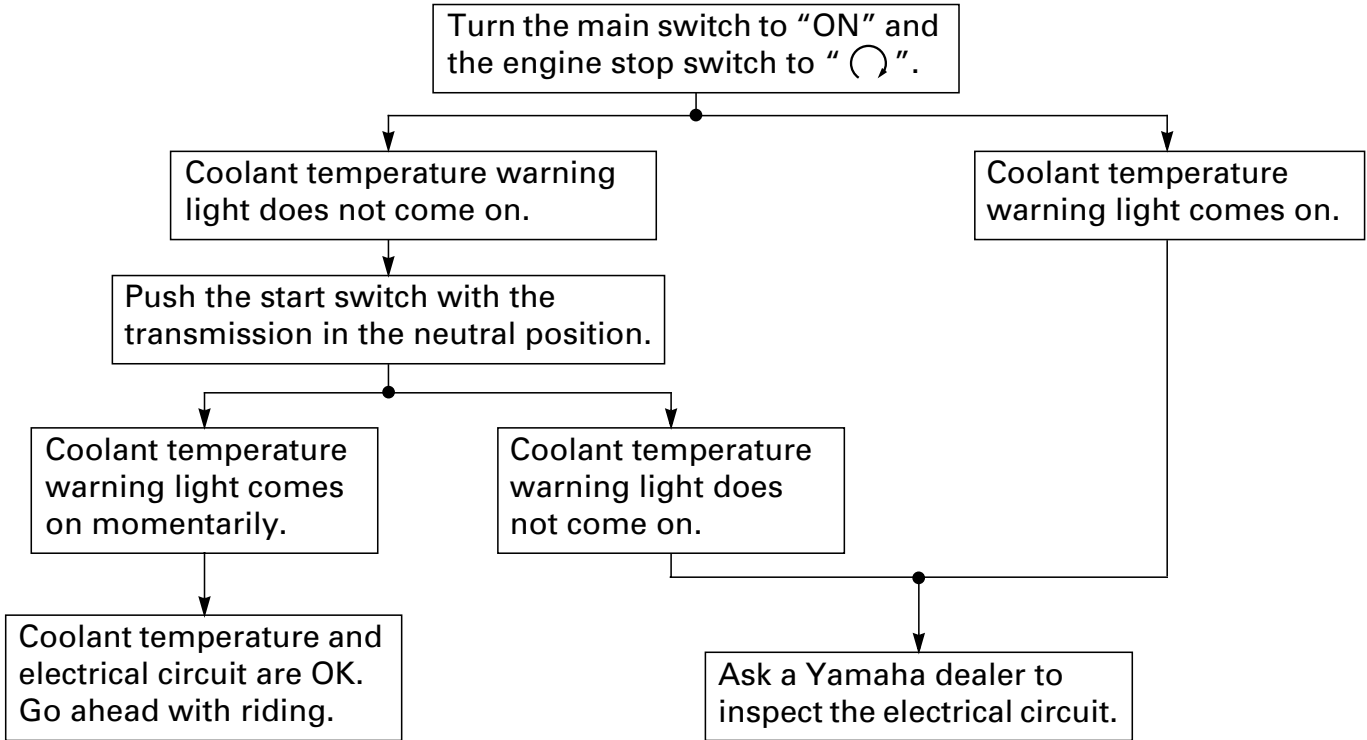 Turn the main switch to “ON” and
the engine stop switch to “ ”.
Coolant temperature warning
light does not come on.
Coolant temperature
warning light comes on.
Push the start switch with the
transmission in the neutral position.
Coolant temperature
warning light comes
on momentarily.
Coolant temperature
warning light does
not come on.
Coolant temperature and
electrical circuit are OK.
Go ahead with riding.
Ask a Yamaha dealer to
inspect the electrical circuit.